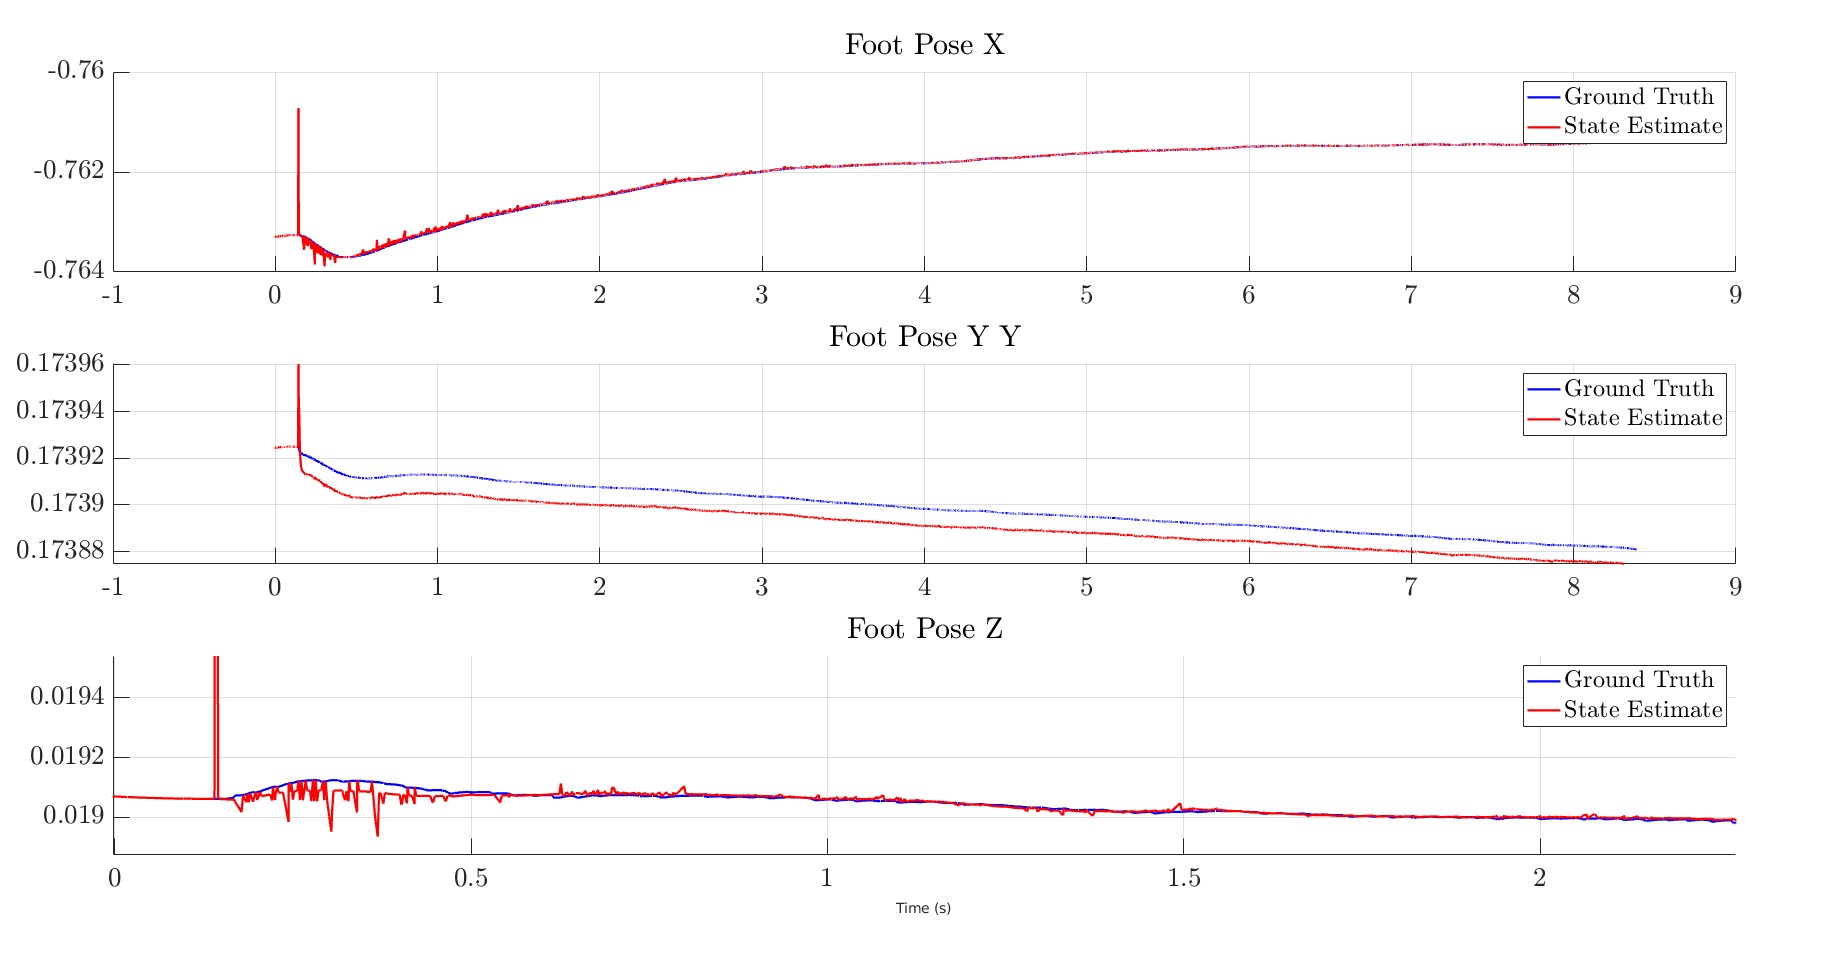 Foot Pose X
-0.76
-0.762
-0.764
Ground Truth
State Estimate
-1 0 1 2 3 4 5 6 7 8 9
Foot Pose Y Y
0.17396
0.17394
0.17392
0.1739
0.17388
Ground Truth
State Estimate
-1 0 1 2 3 4 5 6 7 8 9
Foot Pose Z
0.0194
0.0192
0.019
Ground Truth
State Estimate
0 0.5 1 1.5 2
Time (s)